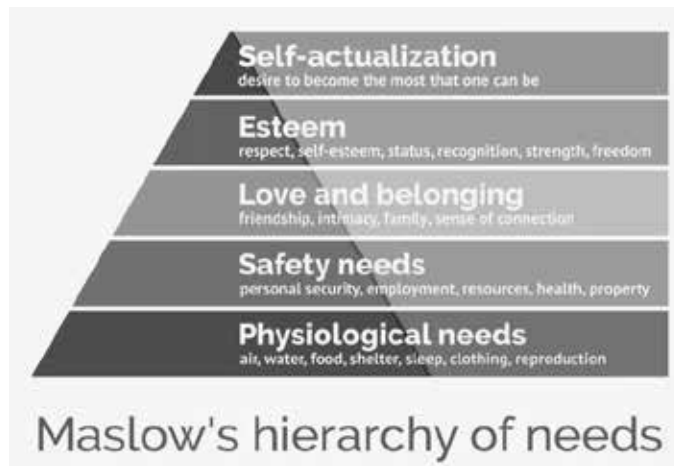 Self-actualization
desire to become the most that one can be
Esteem
respect, self-esteem, status, recognition, strength, freedom
Love and belonging
friendship, intimacy, family, sense of connection
Safety needs
personal security, employment, resources, health, property
Physiological needs
air, water, food, shelter, sleep, clothing, reproduction
Maslow's hierarchy of needs